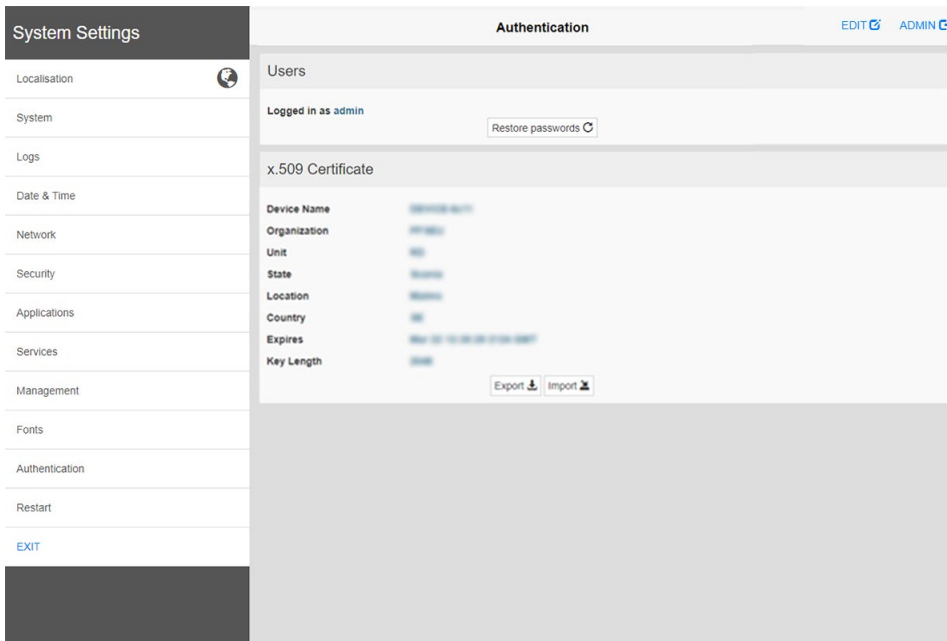 System Settings
Localisation
System
Logs
Date & Time
Network
Security
Applications
Services
Management
Fonts
Authentication
Restart
EXIT
Authentication
EDIT
ADMIN
Users
Logged in as admin
Restore passwords
x.509 Certificate
Device Name
Organization
Unit
State
Location
Country
Expires
Key Length
Export
Import